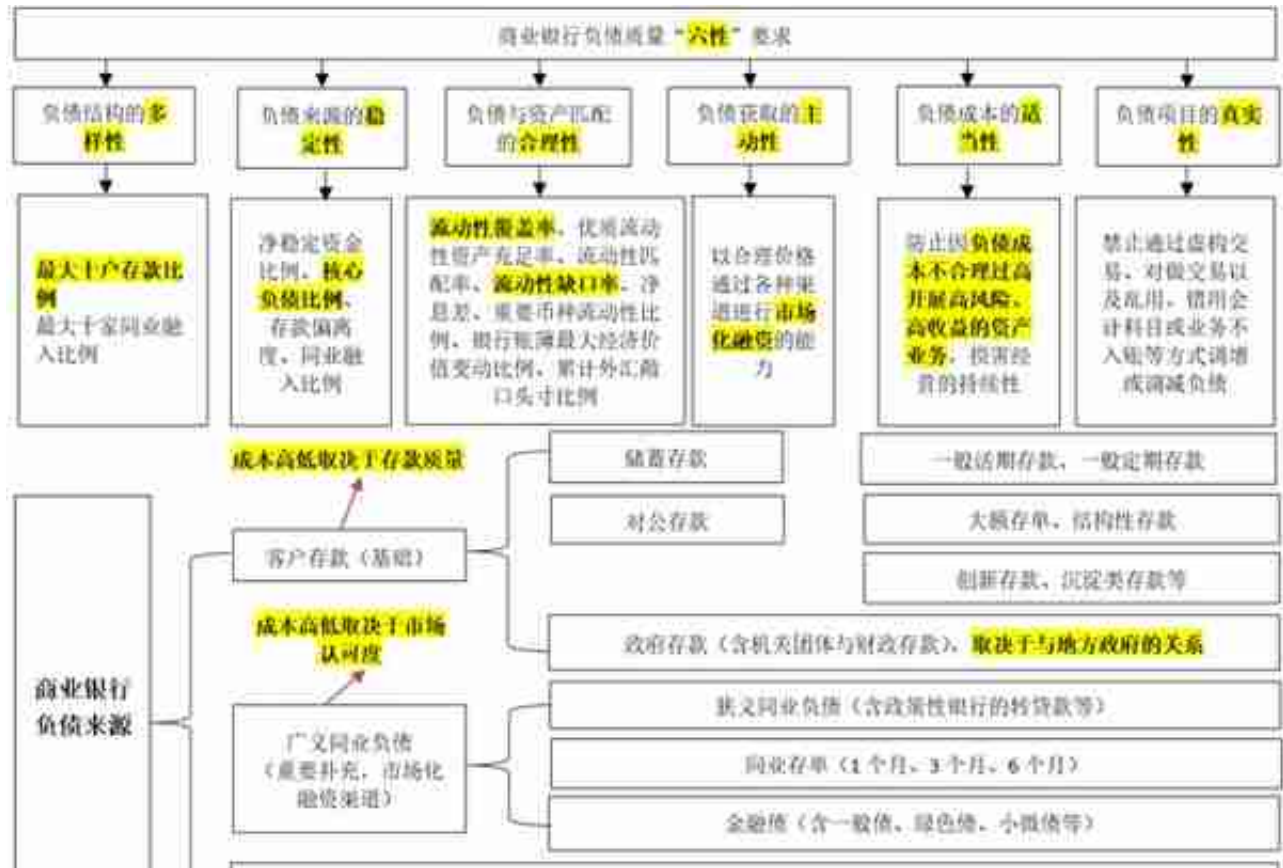 商业银行负债质量“六性”要求
负债结构的多
样性
负债来源的稳
定性
负债与资产匹配
的合理性
负债获取的主
动性
负债成本的适
当性
负债项目的真实
性
最大十户存款比
例
最大十家同业融
入比例
净稳定资金
比例、核心
负债比例、
存款偏离
度、同业融
入比例
流动性覆盖率、优质流动
性资产充足率、流动性匹
配率、流动性缺口率、净
息差、重要币种流动性比
例、银行账簿最大经济价
值变动比例、累计外汇敞
口头寸比例
以合理价格
通过各种渠
道进行市场
化融资的能
力
防止因负债成
本不合理过高
开展高风险、
高收益的资产
业务，损害经
营的持续性
禁止通过虚构交
易、对做交易以
及乱用、错用会
计科目或业务不
入账等方式调增
或调减负债
成本高低取决于存款质量
储蓄存款
一般活期存款、一般定期存款
对公存款
大额存单、结构性存款
客户存款（基础）
创新存款、沉淀类存款等
成本高低取决于市场
认可度
政府存款（含机关团体与财政存款），取决于与地方政府的关系
商业银行
负债来源
狭义同业负债（含政策性银行的转贷款等）
广义同业负债
（重要补充，市场化
融资渠道）
同业存单（1 个月、3 个月、6 个月）
金融债（含一般债、绿色债、小微债等）